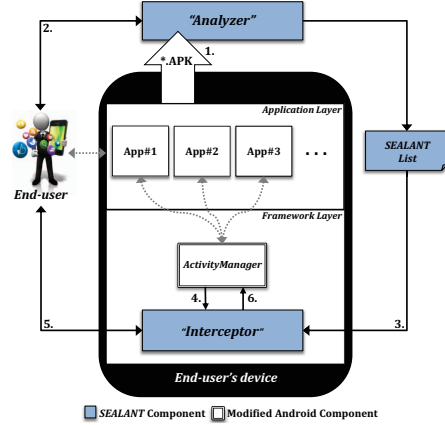 2.
"Analyzer"
1.
*.APK
Application Layer
App#1
App#2
App#3
. . .
End-user
SEALANT
List
Framework Layer
ActivityManager
4.
6.
5.
"Interceptor"
3.
End-user's device
SEALANT Component
Modified Android Component